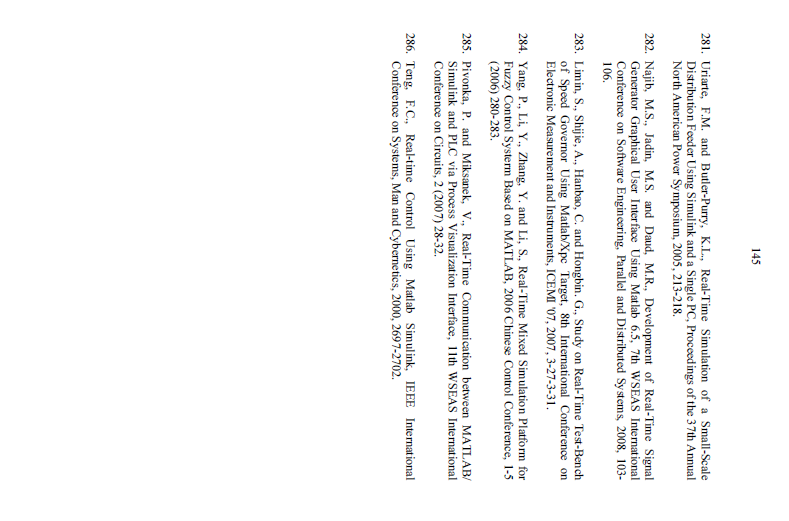 145
281. Uriarte, F.M. and Butler-Purry, K.L., Real-Time Simulation of a Small-Scale
Distribution Feeder Using Simulink and a Single PC, Proceedings of the 37th Annual
North American Power Symposium, 2005, 213-218.
282. Najib, M.S., Jadin, M.S. and Daud, M.R., Development of Real-Time Signal
Generator Graphical User Interface Using Matlab 6.5, 7th WSEAS International
Conference on Software Engineering, Parallel and Distributed Systems, 2008, 103-
106.
283. Limin, S., Shijie, A., Hanbao, C. and Hongbin. G., Study on Real-Time Test-Bench
of Speed Governor Using Matlab/Xpc Target, 8th International Conference on
Electronic Measurement and Instruments, ICEMI '07, 2007, 3-27-3-31.
284. Yang, P., Li, Y., Zhang, Y. and Li, S., Real-Time Mixed Simulation Platform for
Fuzzy Control Systerm Based on MATLAB, 2006 Chinese Control Conference, 1-5
(2006) 280-283.
285. Pivonka, P. and Miksanek, V., Real-Time Communication between MATLAB/
Simulink and PLC via Process Visualization Interface, 11th WSEAS International
Conference on Circuits, 2 (2007) 28-32.
286. Teng, F.C., Real-time Control Using Matlab Simulink, IEEE International
Conference on Systems, Man and Cybernetics, 2000, 2697-2702.